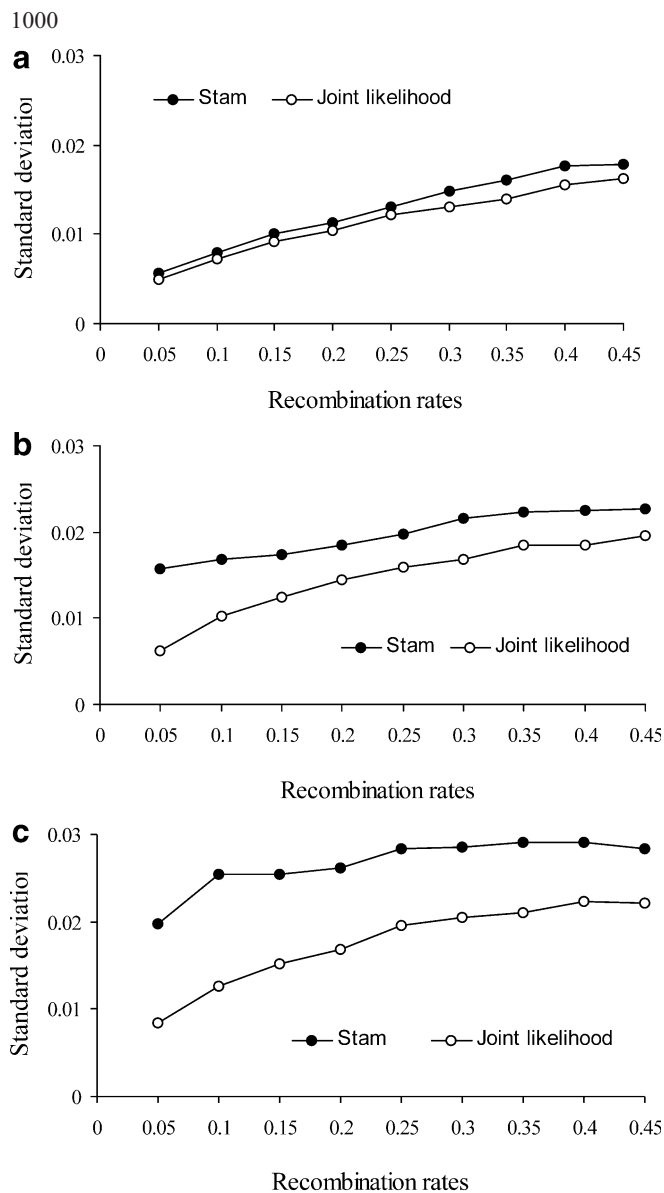 1000
a
0.03
Stam
Joint likelihood
0.02
Standard deviation
0.01
0
0 0.05 0.1 0.15 0.2 0.25 0.3 0.35 0.4 0.45
Recombination rates
b
0.03
0.02
Standard deviation
0.01
Stam
Joint likelihood
0
0 0.05 0.1 0.15 0.2 0.25 0.3 0.35 0.4 0.45
Recombination rates
c
0.03
0.02
Standard deviation
0.01
Stam
Joint likelihood
0
0 0.05 0.1 0.15 0.2 0.25 0.3 0.35 0.4 0.45
Recombination rates